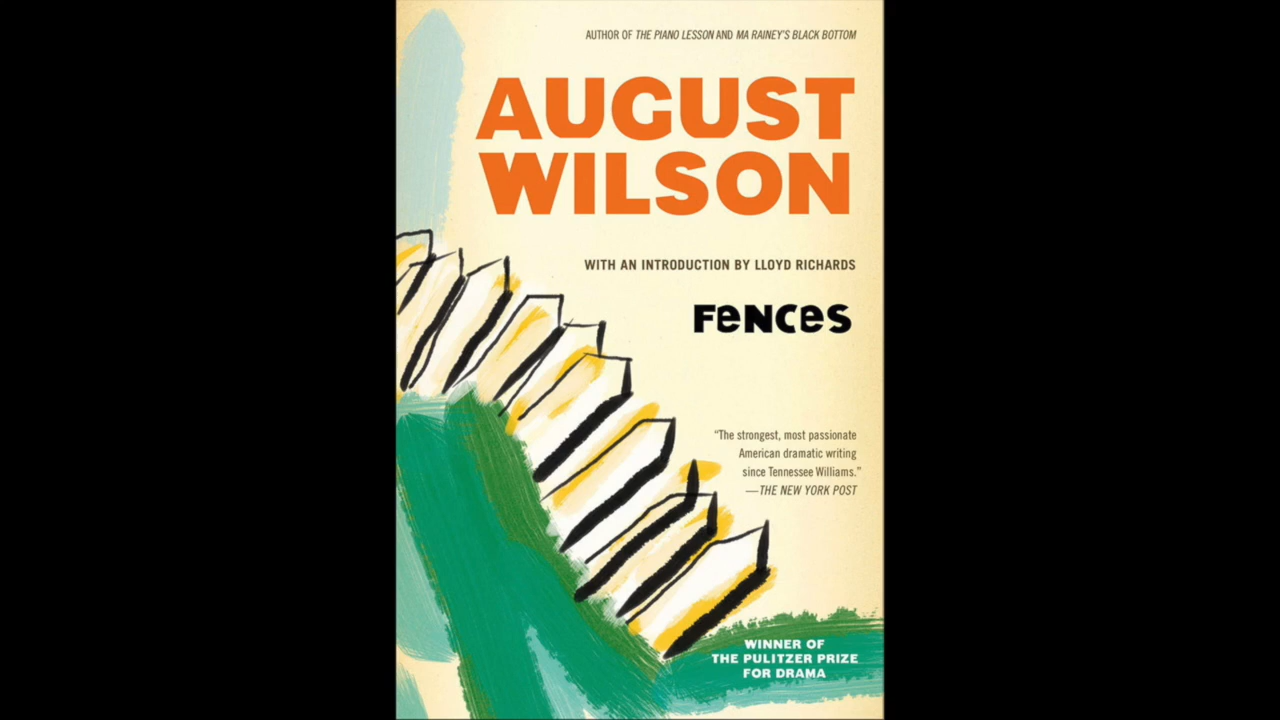 AUTHOR OF THE PIANO LESSON AND MA RAINEY'S BLACK BOTTOM
AUGUST
WILSON
WITH AN INTRODUCTION BY LLOYD RICHARDS
FeNCeS
“The strongest, most passionate
American dramatic writing
since Tennessee Williams.”
—THE NEW YORK POST
WINNER OF
THE PULITZER PRIZE
FOR DRAMA